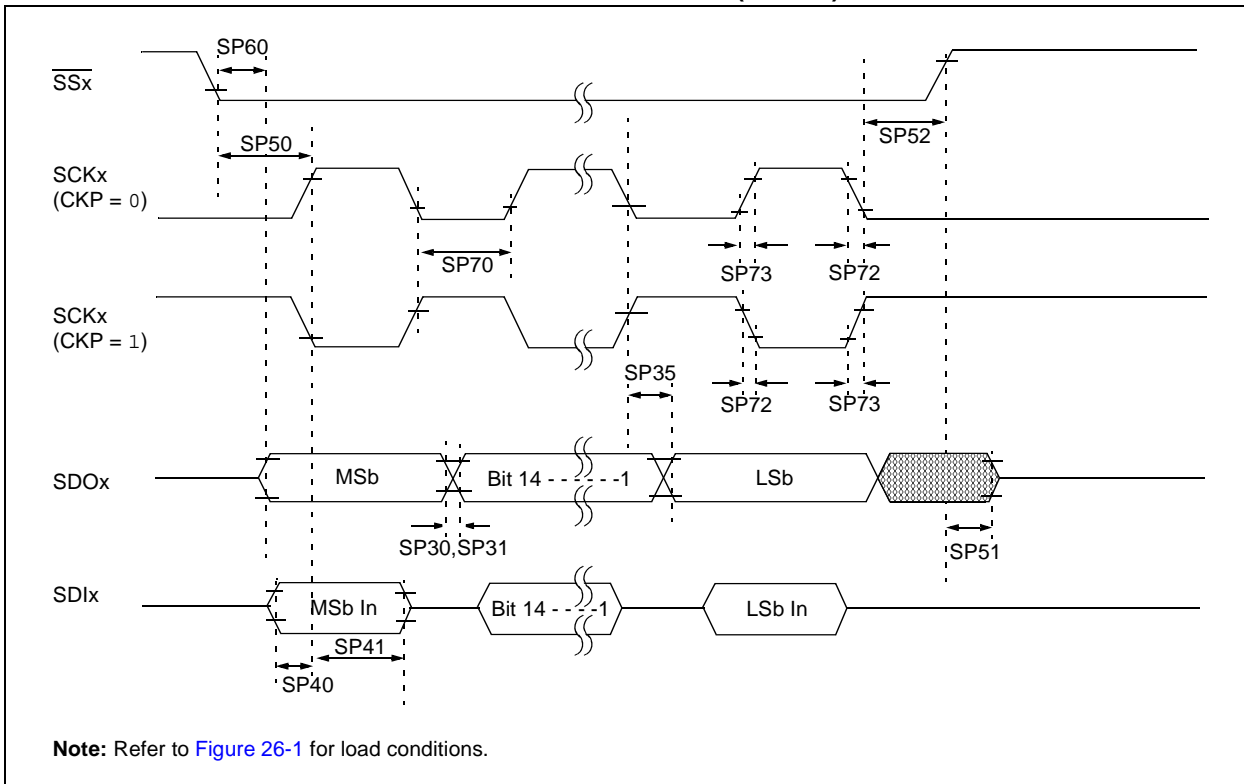 SP60
SSx
SP50
SP52
SCKx
(CKP = 0)
SP70
SP73
SP72
SCKx
(CKP = 1)
SP35
SP72
SP73
SDOx
MSb
Bit 14 - - - - - -1
LSb
SP30,SP31
SP51
SDIx
MSb In
Bit 14 - - - -1
LSb In
SP41
SP40
Note: Refer to Figure 26-1 for load conditions.